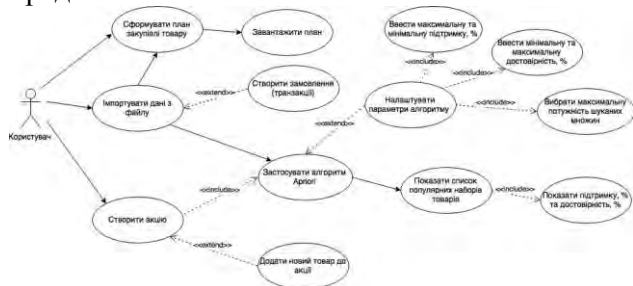 Сформувати план
закупівлі товару
Завантажити план
Ввести максимальну та
мінімальну підтримку, %
Ввести мінімальну та
максимальну
достовірність, %
<<include>>
<<include>>
Створити замовлення
(транзакції)
<<extend>>
Імпортувати дані з
файлу
Налаштувати
параметри алгоритму
<<include>>
Вибрати максимальну
потужність шуканих
множин
Користувач
<<extend>>
Застосувати алгоритм
Apriori
Показати список
популярних наборів
товарів
<<include>>
Показати підтримку, %
та достовірність, %
<<include>>
Створити акцію
<<extend>>
Додати новий товар до
акції